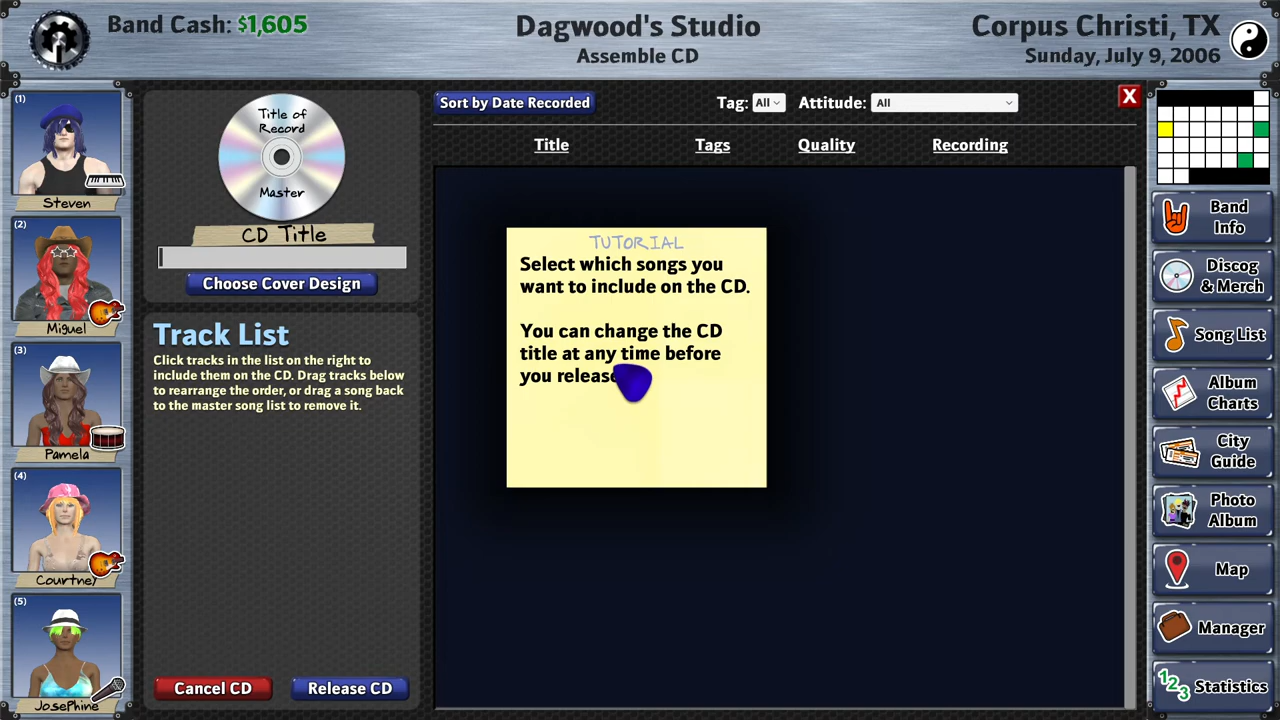 Band Cash: $1,605
Dagwood's Studio
Assemble CD
Corpus Christi, TX
Sunday, July 9, 2006
(1)
Steven
(2)
Miguel
(3)
Pamela
(4)
Courtney
(5)
Josephine
Title of
Record
Master
CD Title
Choose Cover Design
Track List
Click tracks in the list on the right to
include them on the CD. Drag tracks below
to rearrange the order, or drag a song back
to the master song list to remove it.
Cancel CD
Release CD
Sort by Date Recorded
Tag: All
Attitude: All
X
Title
Tags
Quality
Recording
TUTORIAL
Select which songs you
want to include on the CD.
You can change the CD
title at any time before
you release
Band
Info
Discog
& Merch
Song List
Album
Charts
City
Guide
Photo
Album
Map
Manager
123
Statistics